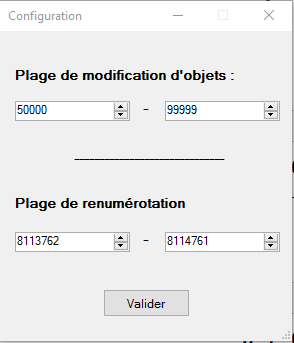 Configuration
Plage de modification d'objets :
50000 - 99999
------------------------------
Plage de renumérotation
8113762 - 8114761
Valider